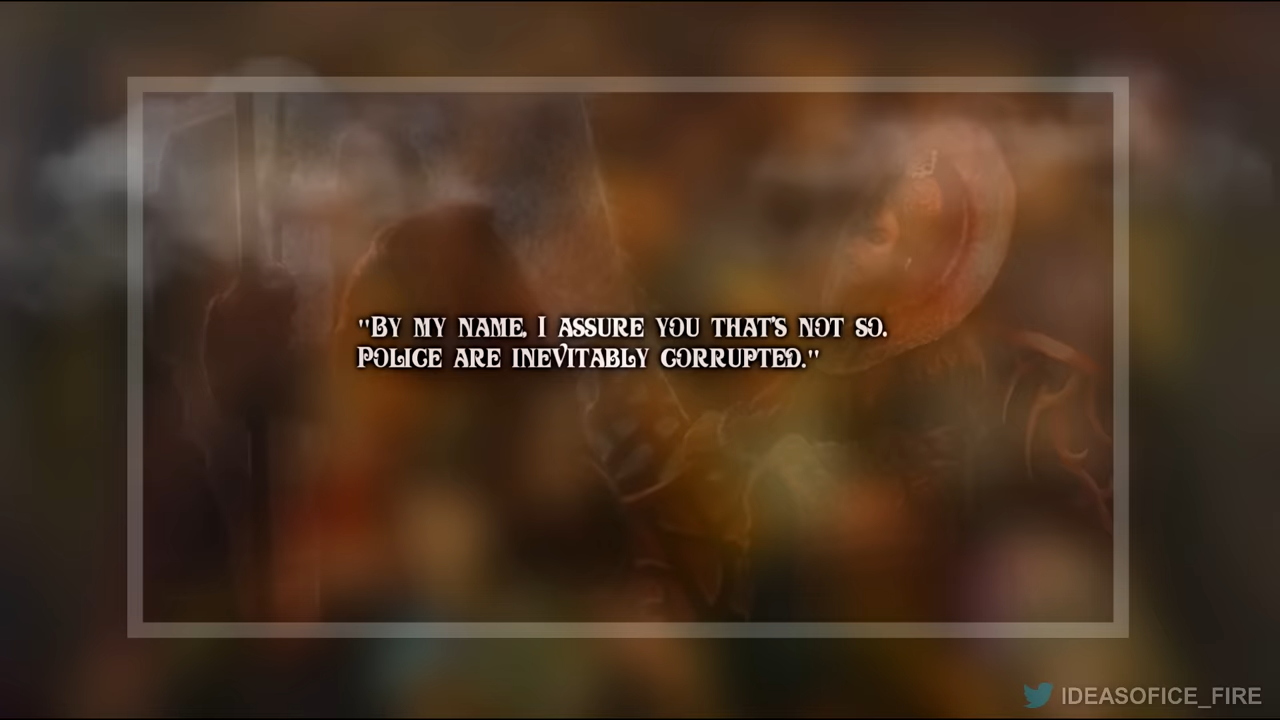 "By my name, I assure you that's not so.
Police are inevitably corrupted."
IDEASOFICE_FIRE